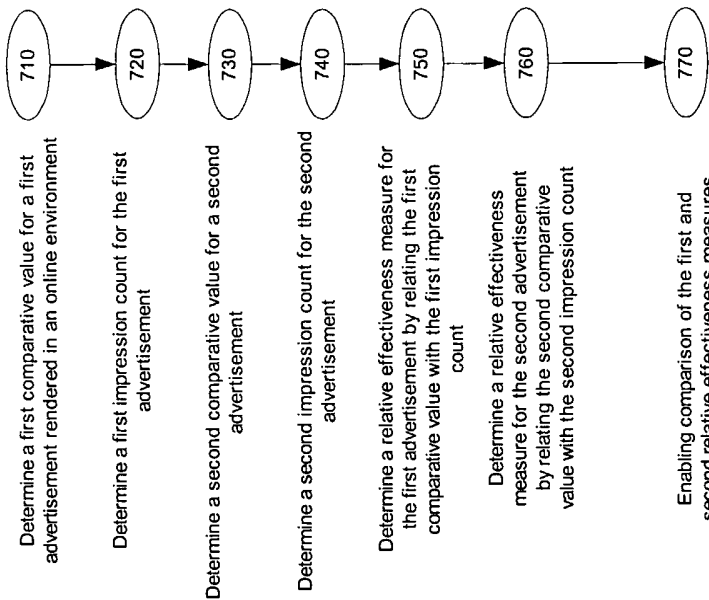 710
Determine a first comparative value for a first
advertisement rendered in an online environment
720
Determine a first impression count for the first
advertisement
730
Determine a second comparative value for a second
advertisement
740
Determine a second impression count for the second
advertisement
750
Determine a relative effectiveness measure for
the first advertisement by relating the first
comparative value with the first impression
count
760
Determine a relative effectiveness
measure for the second advertisement
by relating the second comparative
value with the second impression count
770
Enabling comparison of the first and
second relative effectiveness measures